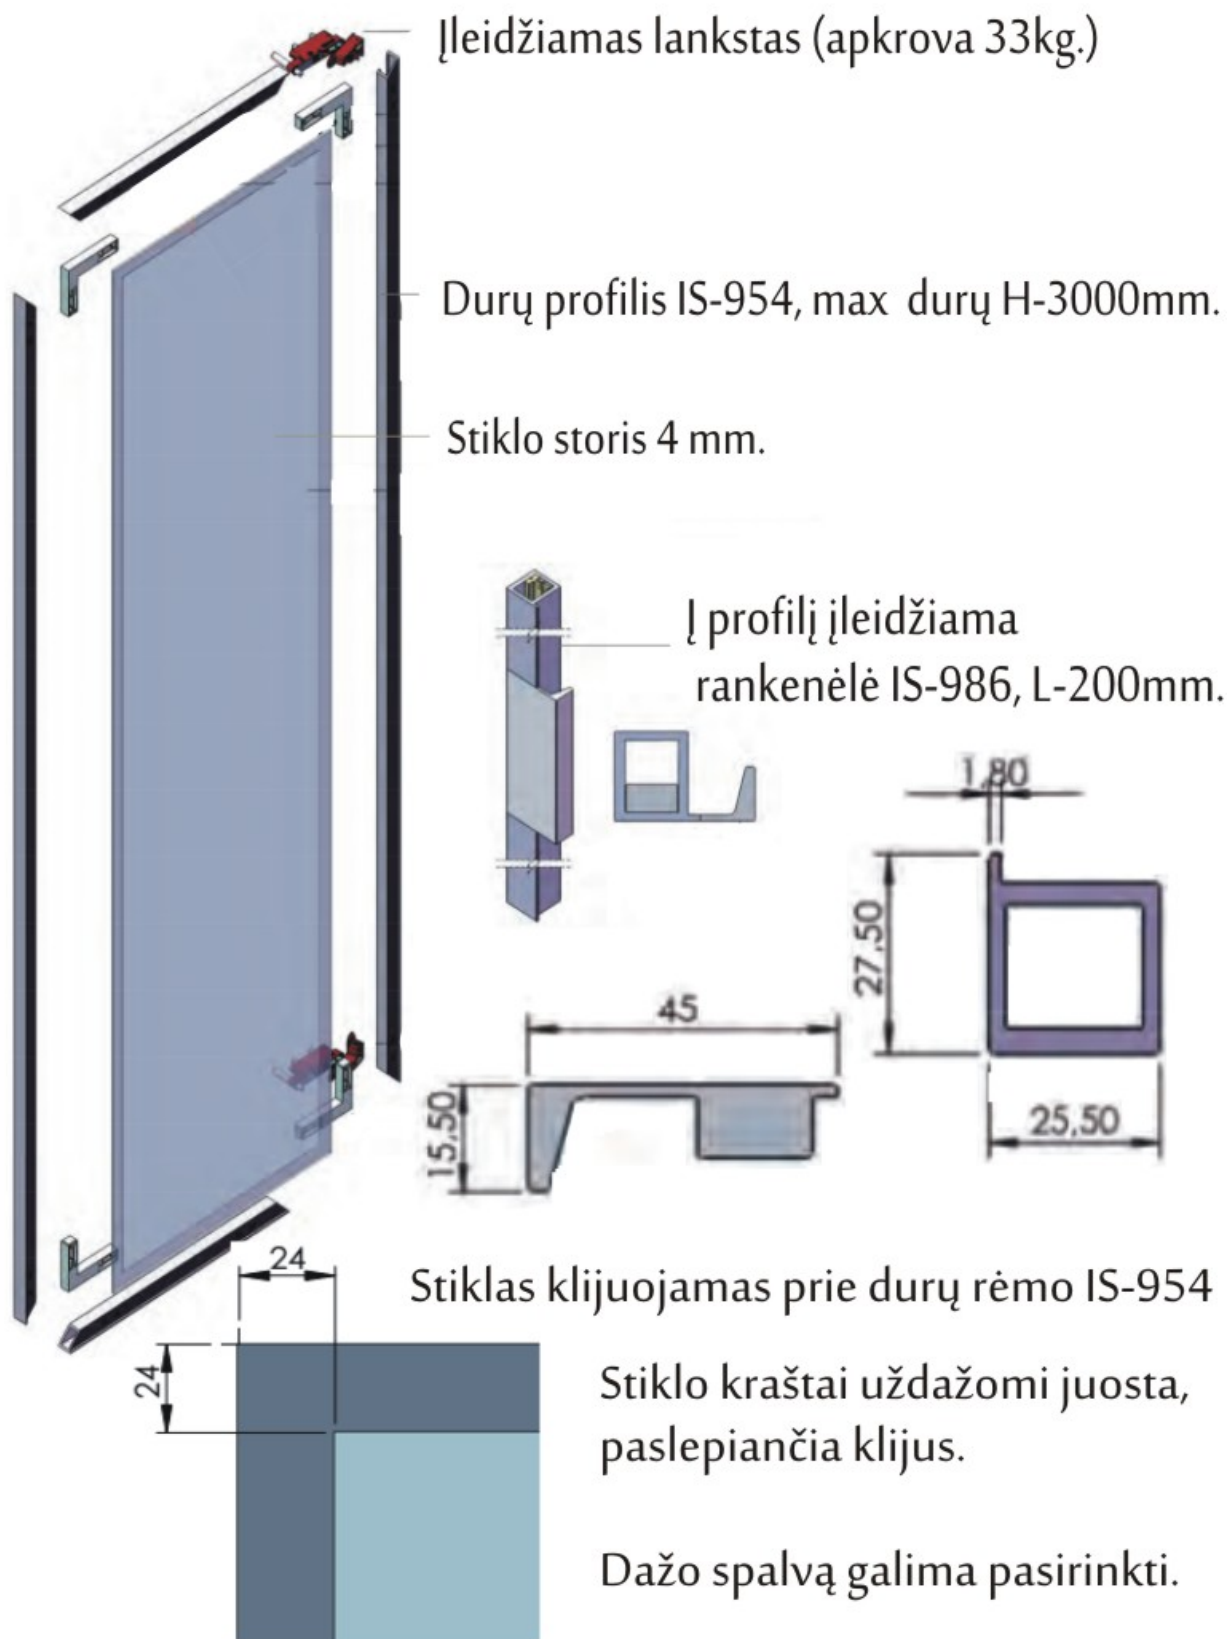 Įleidžiamas lankstas (apkrova 33kg.)
Durų profilis IS-954, max durų H-3000mm.
Stiklo storis 4 mm.
Į profilį įleidžiama
rankenėlė IS-986, L-200mm.
1,80
27,50
25,50
45
15,50
24
24
Stiklas klijuojamas prie durų rėmo IS-954
Stiklo kraštai uždažomi juosta,
paslepiančia klijus.
Dažo spalvą galima pasirinkti.